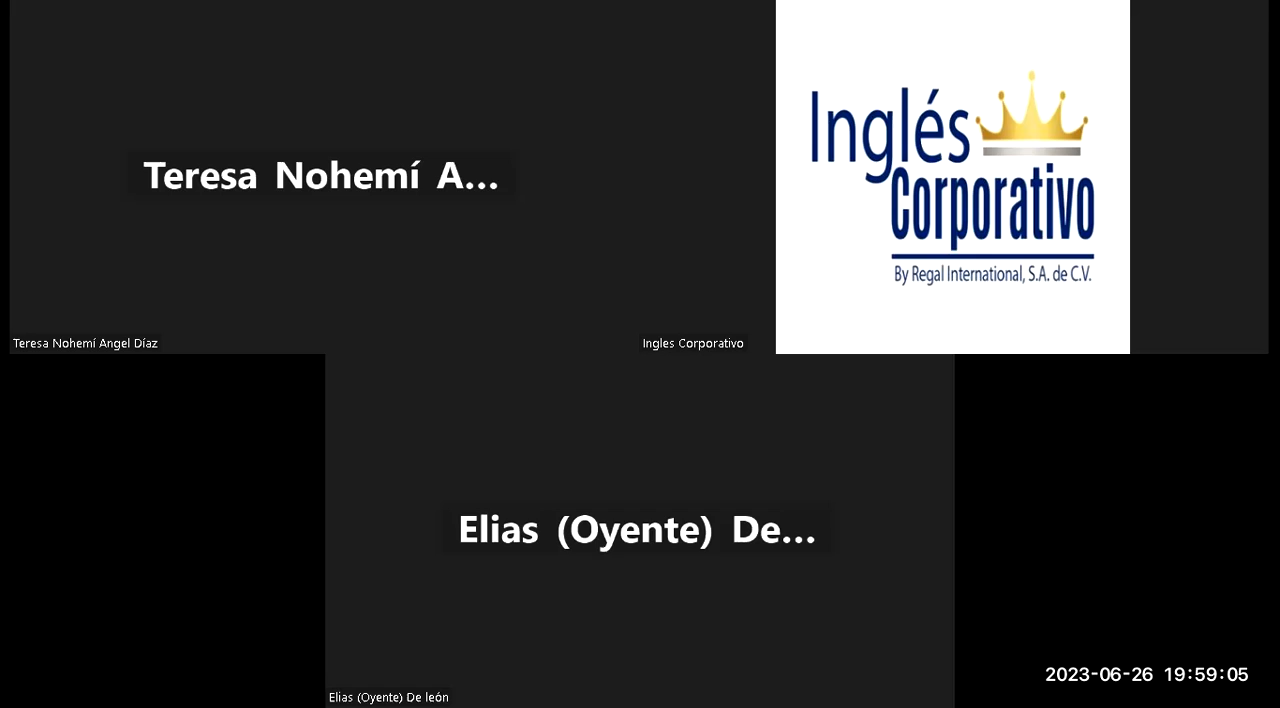 Teresa Nohemí A...
Teresa Nohemí Angel Díaz
Inglés
Corporativo
By Regal International, S.A. de C.V.
Ingles Corporativo
Elias (Oyente) De...
Elias (Oyente) De león
2023-06-26 19:59:05